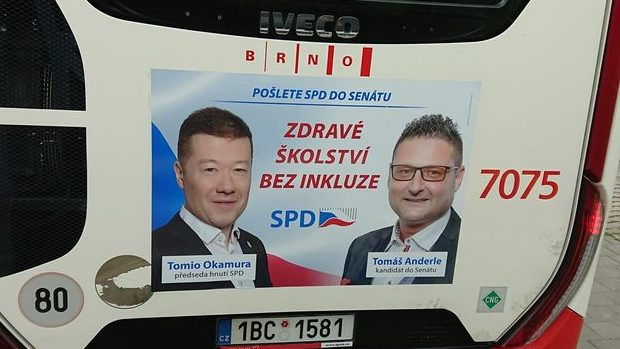 IVECO
BRNO
POŠLETE SPD DO SENÁTU
ZDRAVÉ
ŠKOLSTVÍ
BEZ INKLUZE
SPD
7075
Tomio Okamura
předseda hnutí SPD
Tomáš Anderle
kandidát do Senátu
80
CNG
CZ
1BC 1581